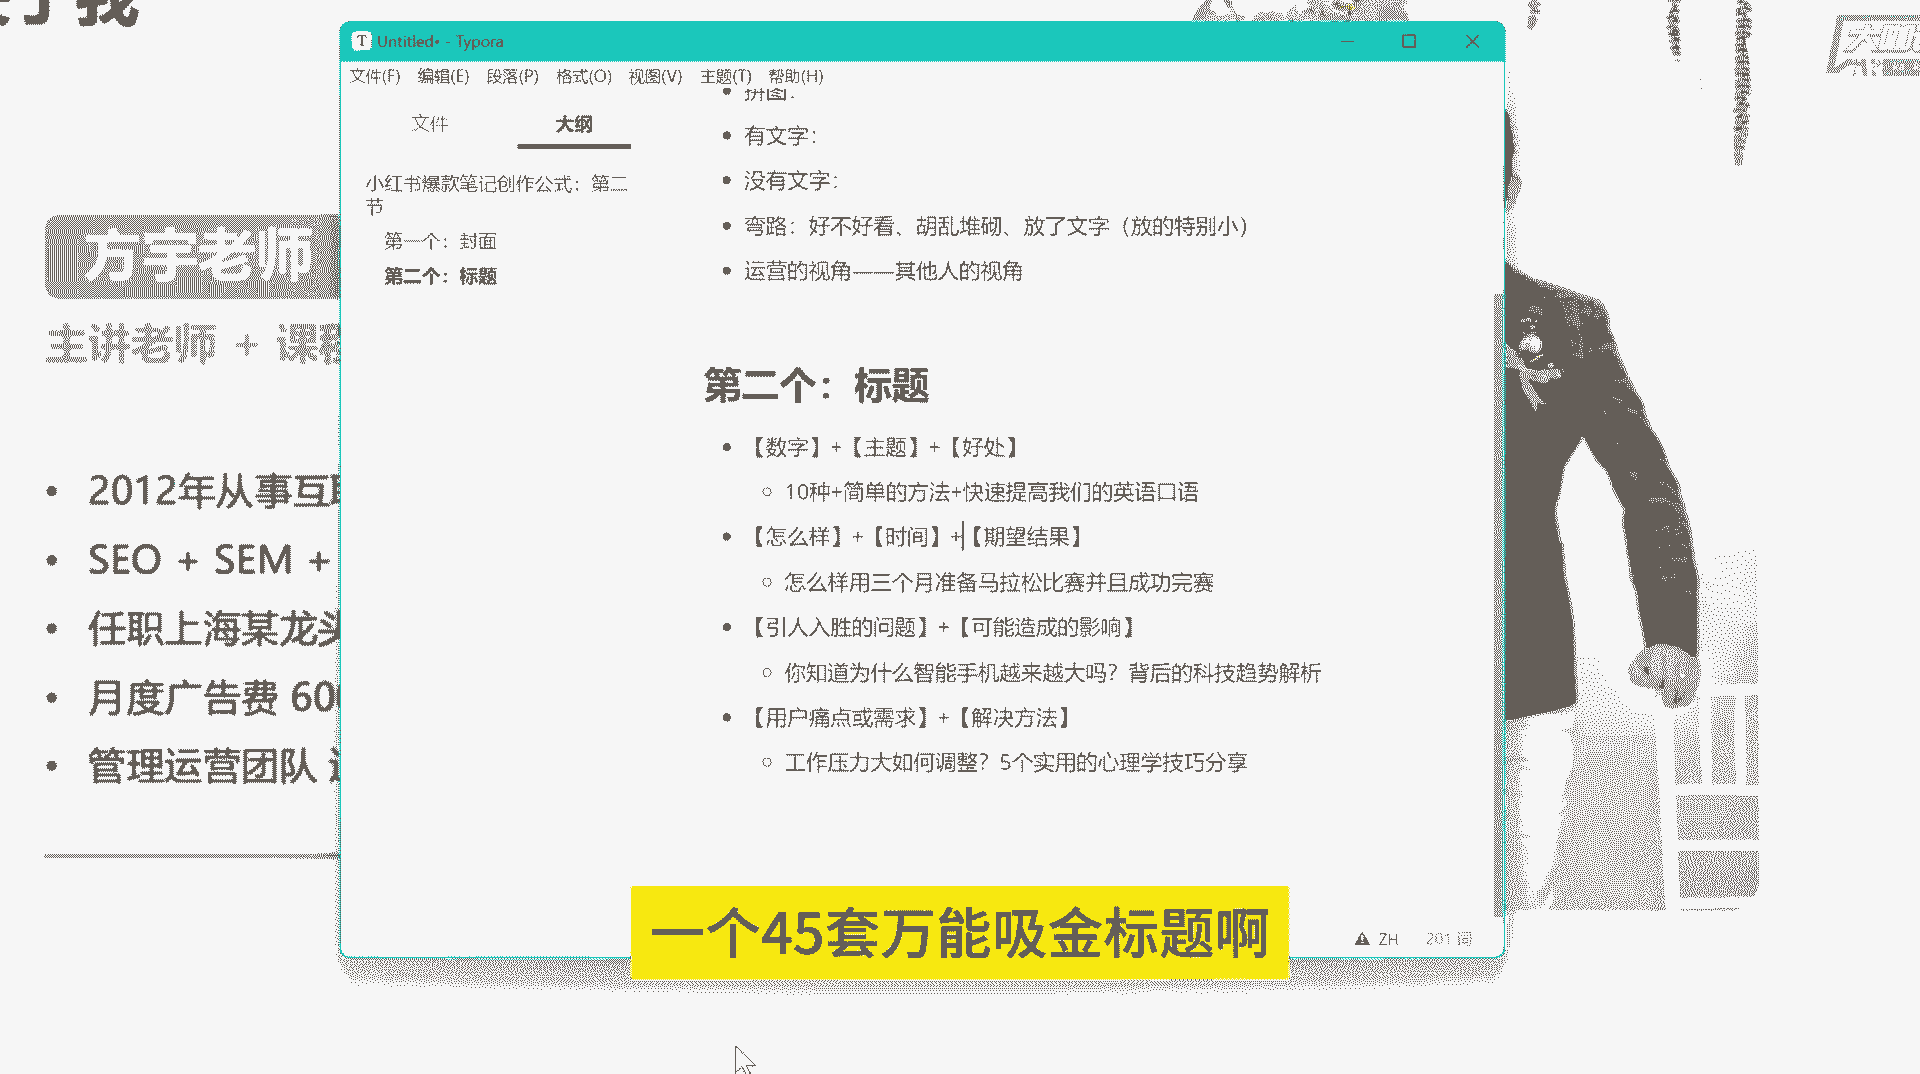 Untitled• - Typora
文件(F) 编辑(E) 段落(P) 格式(O) 视图(V) 主题(T) 帮助(H)
文件 大纲
小红书爆款笔记创作公式：第二
节
第一个：封面
第二个：标题
拼图：
有文字：
没有文字：
弯路：好不好看、胡乱堆砌、放了文字（放的特别小）
运营的视角——其他人的视角
第二个：标题
【数字】+【主题】+【好处】
10种+简单的方法+快速提高我们的英语口语
【怎么样】+【时间】+【期望结果】
怎么样用三个月准备马拉松比赛并且成功完赛
【引人入胜的问题】+【可能造成的影响】
你知道为什么智能手机越来越大吗？背后的科技趋势解析
【用户痛点或需求】+【解决方法】
工作压力大如何调整？5个实用的心理学技巧分享
ZH 201 词
方宇老师
主讲老师 + 课程
2012年从事互联
SEO + SEM +
任职上海某龙头
月度广告费 600
管理运营团队
一个45套万能吸金标题啊